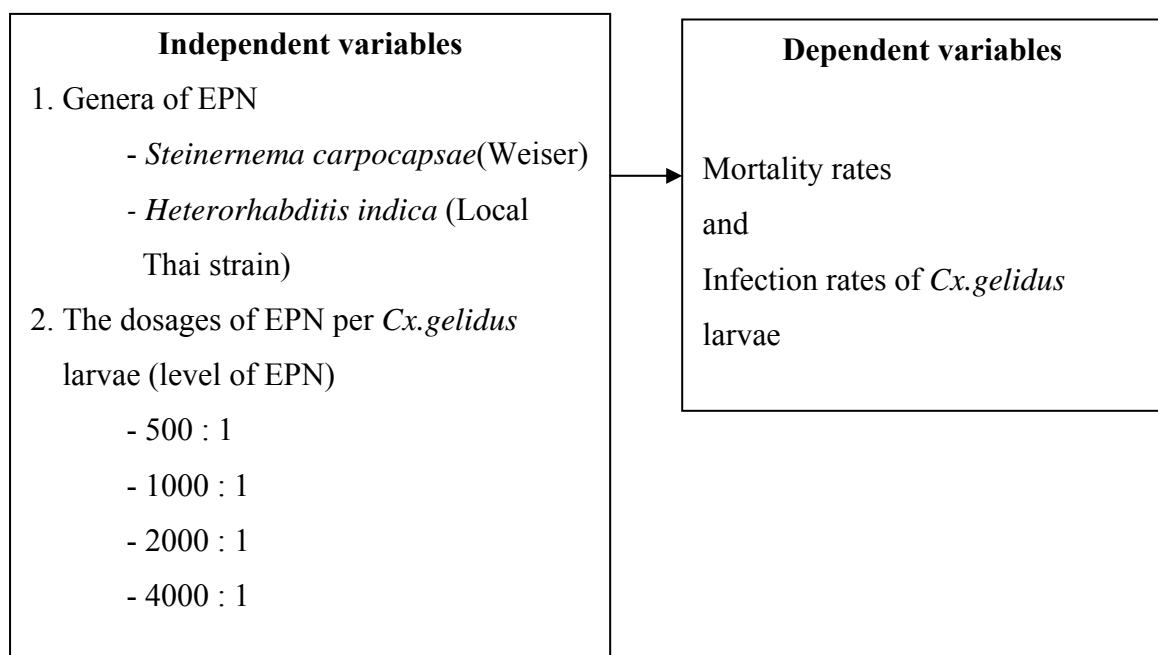 Independent variables
1. Genera of EPN
- Steinernema carpocapsae(Weiser)
- Heterorhabditis indica (Local
Thai strain)
2. The dosages of EPN per Cx.gelidus
larvae (level of EPN)
- 500 : 1
- 1000 : 1
- 2000 : 1
- 4000 : 1
Dependent variables
Mortality rates
and
Infection rates of Cx.gelidus
larvae